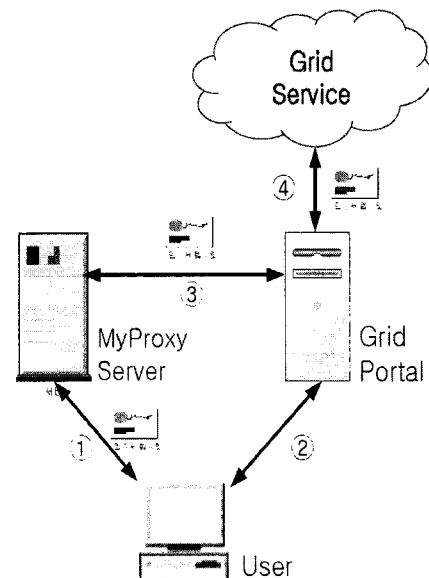 Grid
Service
④
③
MyProxy
Server
Grid
Portal
①
②
User